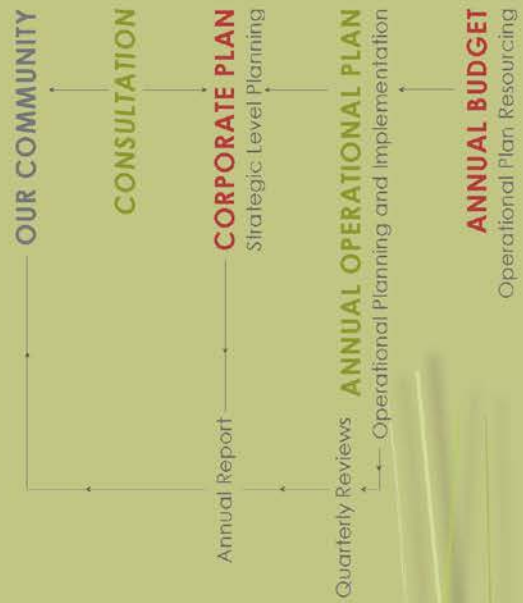 OUR COMMUNITY
CONSULTATION
CORPORATE PLAN
Strategic Level Planning
Annual Report
ANNUAL OPERATIONAL PLAN
Operational Planning and Implementation
Quarterly Reviews
ANNUAL BUDGET
Operational Plan Resourcing